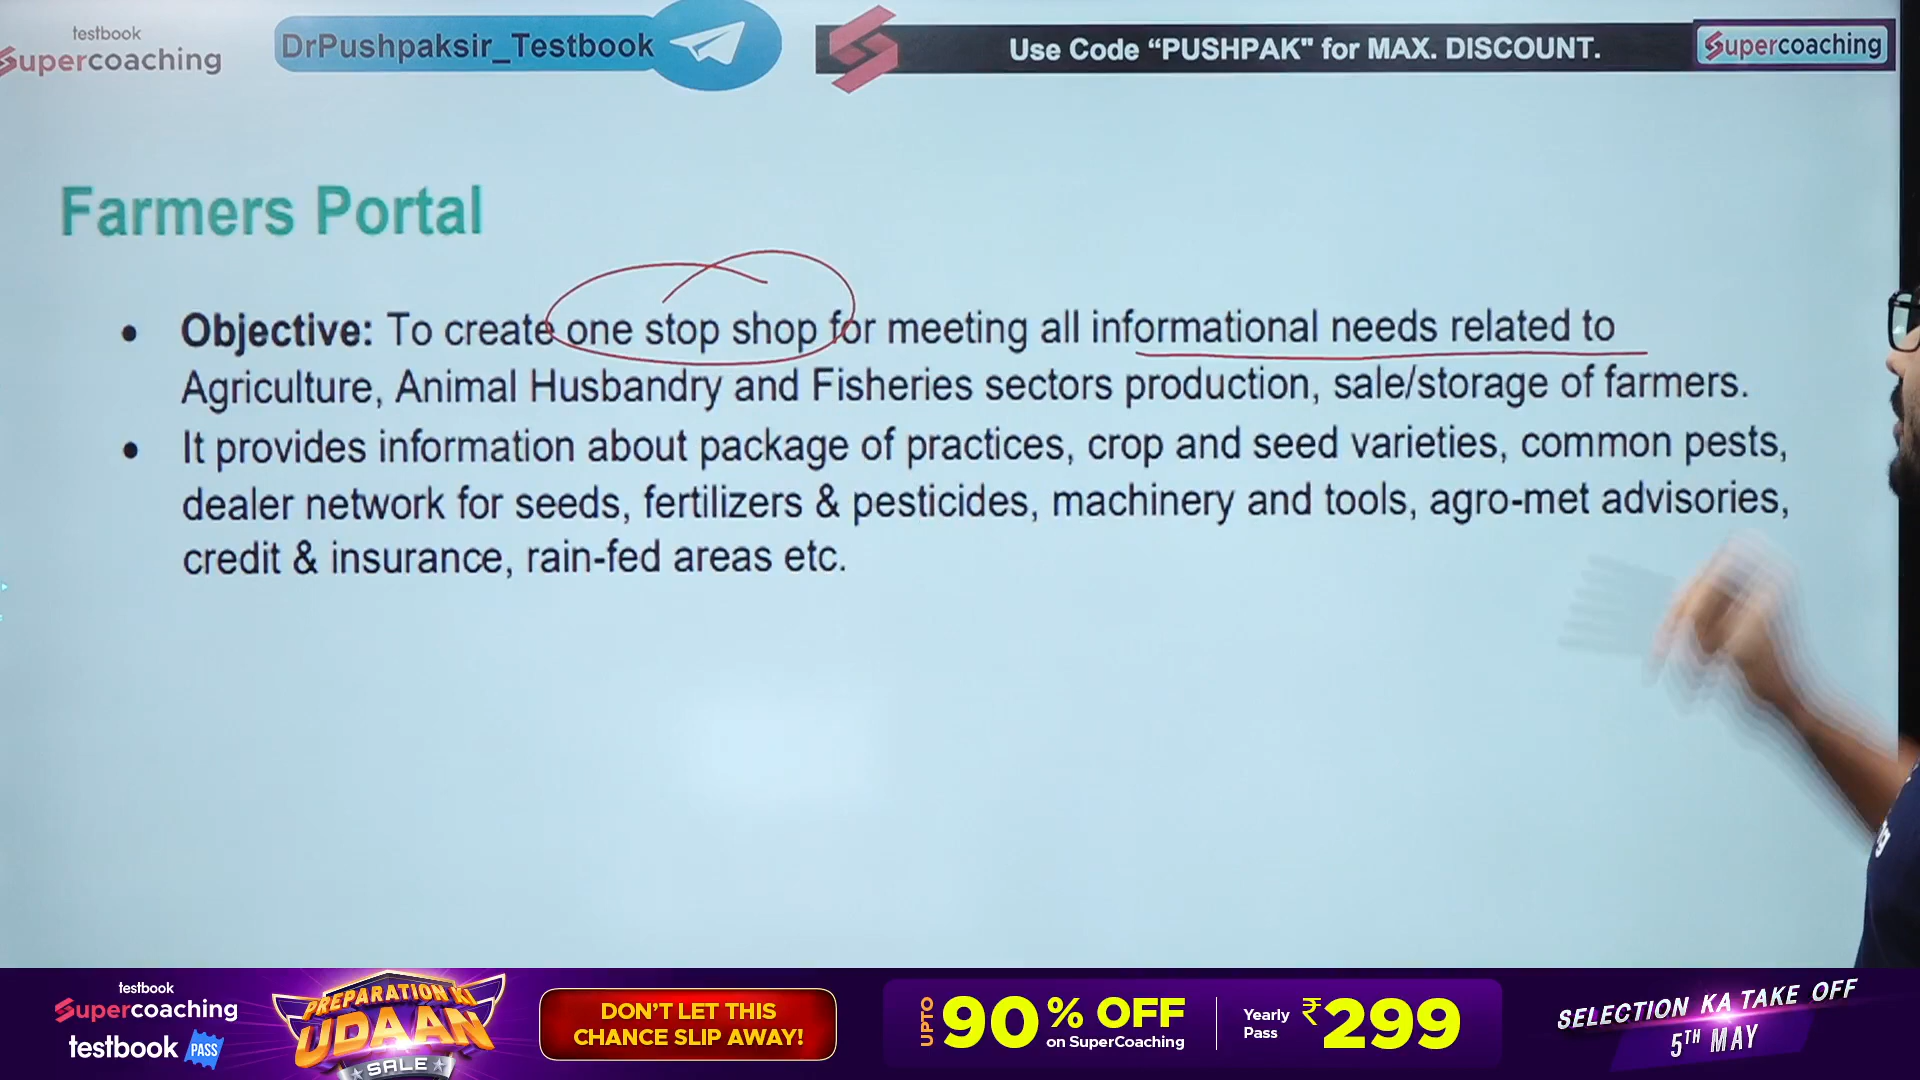 testbook
Supercoaching
DrPushpaksir_Testbook
Use Code “PUSHPAK" for MAX. DISCOUNT.
Supercoaching
Farmers Portal
• Objective: To create one stop shop for meeting all informational needs related to
Agriculture, Animal Husbandry and Fisheries sectors production, sale/storage of farmers.
• It provides information about package of practices, crop and seed varieties, common pests,
dealer network for seeds, fertilizers & pesticides, machinery and tools, agro-met advisories,
credit & insurance, rain-fed areas etc.
testbook
Supercoaching
testbook PASS
PREPARATION KI
UDAAN
SALE
DON'T LET THIS
CHANCE SLIP AWAY!
UPTO 90% OFF
on SuperCoaching
Yearly
Pass
₹299
SELECTION KA TAKE OFF
5TH MAY